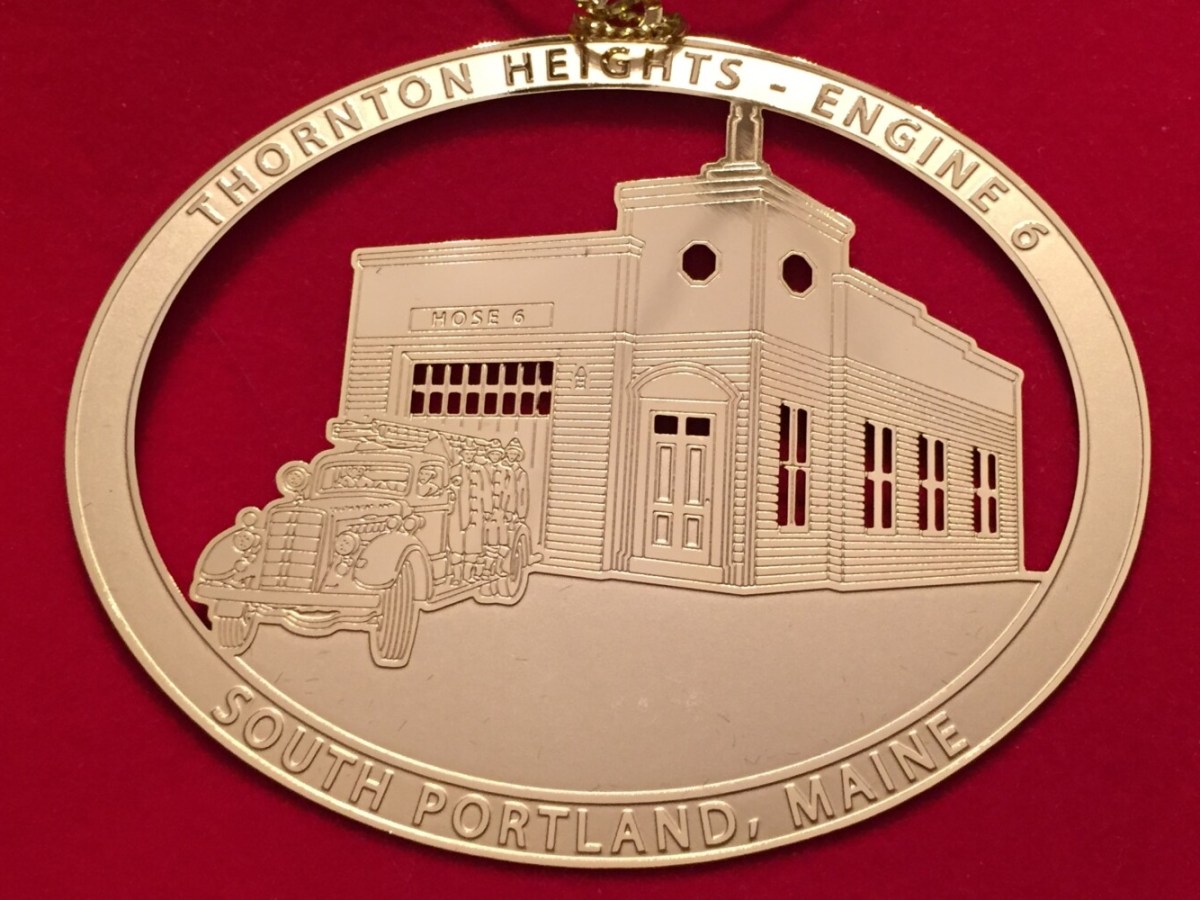 THORNTON HEIGHTS - ENGINE 6
HOSE 6
SOUTH PORTLAND, MAINE